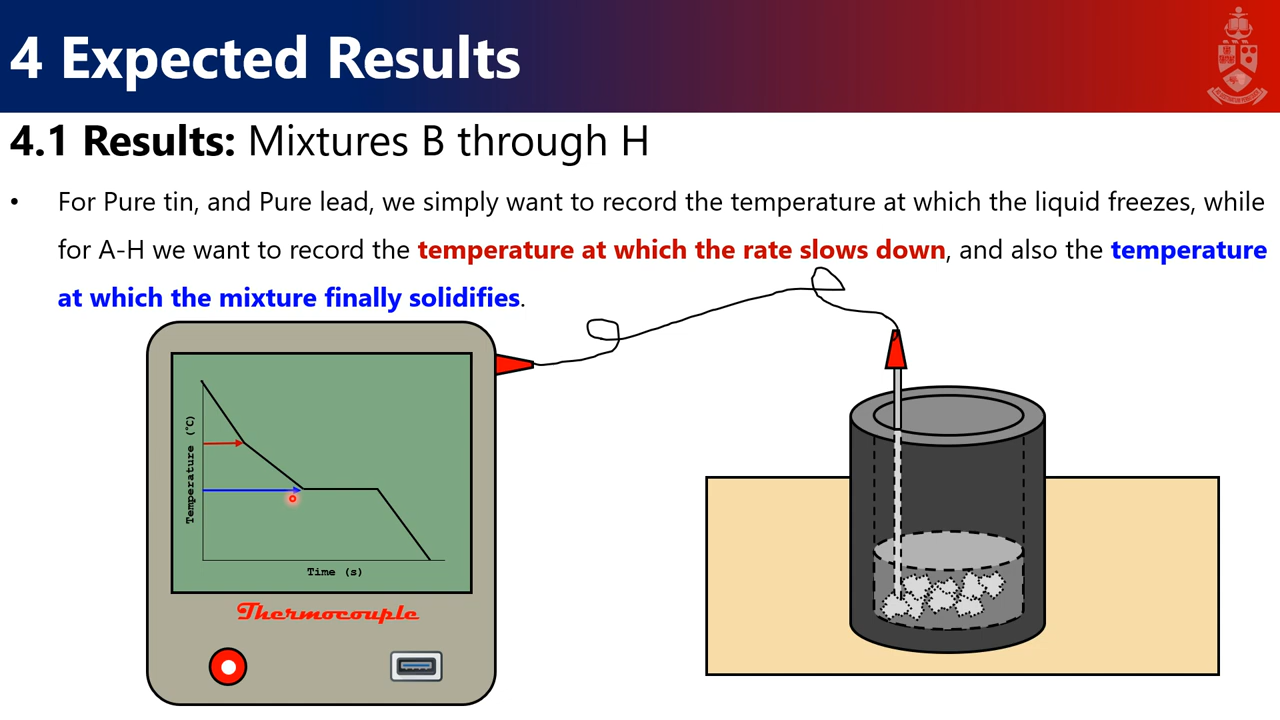 4 Expected Results
4.1 Results: Mixtures B through H
• For Pure tin, and Pure lead, we simply want to record the temperature at which the liquid freezes, while
for A-H we want to record the temperature at which the rate slows down, and also the temperature
at which the mixture finally solidifies.
Temperature (°C)
Time (s)
Thermocouple